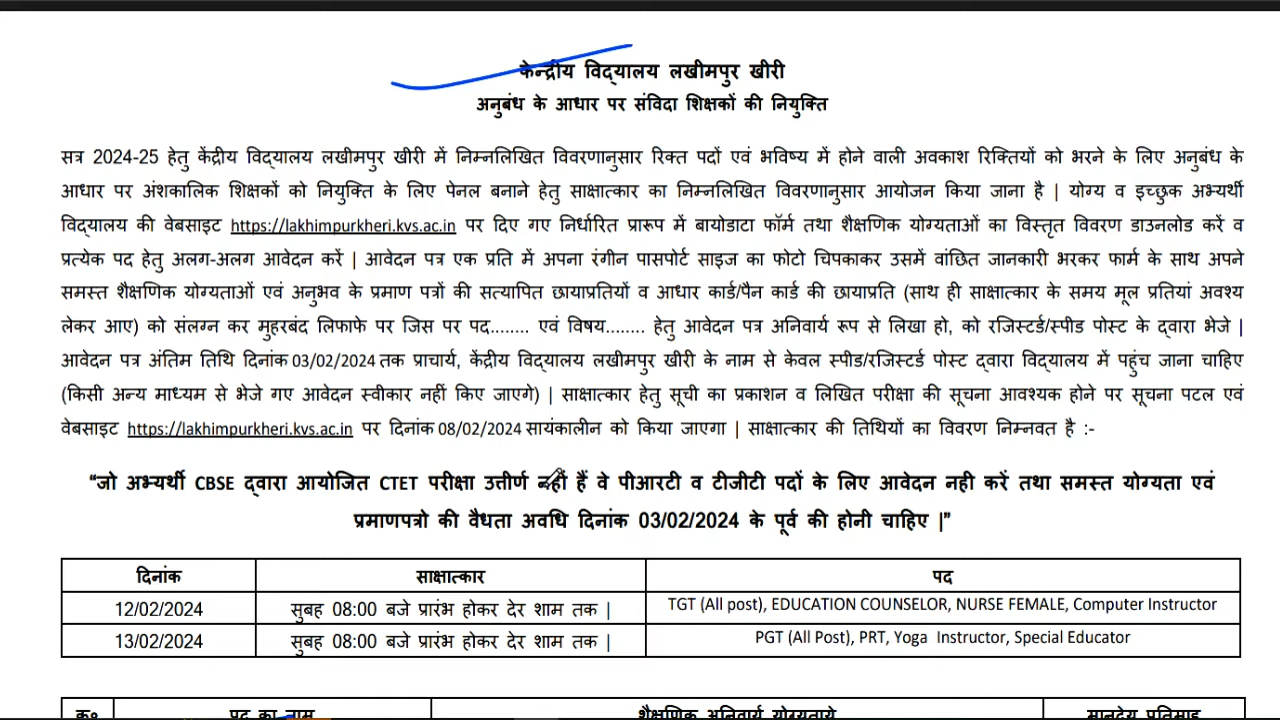 केन्द्रीय विद्यालय लखीमपुर खीरी
अनुबंध के आधार पर संविदा शिक्षकों की नियुक्ति
सत्र 2024-25 हेतु केंद्रीय विद्यालय लखीमपुर खीरी में निम्नलिखित विवरणानुसार रिक्त पदों एवं भविष्य में होने वाली अवकाश रिक्तियों को भरने के लिए अनुबंध के
आधार पर अंशकालिक शिक्षकों को नियुक्ति के लिए पेनल बनाने हेतु साक्षात्कार का निम्नलिखित विवरणानुसार आयोजन किया जाना है | योग्य व इच्छुक अभ्यर्थी
विद्यालय की वेबसाइट https://lakhimpurkheri.kvs.ac.in पर दिए गए निर्धारित प्रारूप में बायोडाटा फॉर्म तथा शैक्षणिक योग्यताओं का विस्तृत विवरण डाउनलोड करें व
प्रत्येक पद हेतु अलग-अलग आवेदन करें | आवेदन पत्र एक प्रति में अपना रंगीन पासपोर्ट साइज का फोटो चिपकाकर उसमें वांछित जानकारी भरकर फार्म के साथ अपने
समस्त शैक्षणिक योग्यताओं एवं अनुभव के प्रमाण पत्रों की सत्यापित छायाप्रतियों व आधार कार्ड/पैन कार्ड की छायाप्रति (साथ ही साक्षात्कार के समय मूल प्रतियां अवश्य
लेकर आए) को संलग्न कर मुहरबंद लिफाफे पर जिस पर पद........ एवं विषय........ हेतु आवेदन पत्र अनिवार्य रूप से लिखा हो, को रजिस्टर्ड/स्पीड पोस्ट के द्वारा भेजे |
आवेदन पत्र अंतिम तिथि दिनांक 03/02/2024 तक प्राचार्य, केंद्रीय विद्यालय लखीमपुर खीरी के नाम से केवल स्पीड/रजिस्टर्ड पोस्ट द्वारा विद्यालय में पहुंच जाना चाहिए
(किसी अन्य माध्यम से भेजे गए आवेदन स्वीकार नहीं किए जाएगे) | साक्षात्कार हेतु सूची का प्रकाशन व लिखित परीक्षा की सूचना आवश्यक होने पर सूचना पटल एवं
वेबसाइट https://lakhimpurkheri.kvs.ac.in पर दिनांक 08/02/2024 सायंकालीन को किया जाएगा | साक्षात्कार की तिथियों का विवरण निम्नवत है :-
“जो अभ्यर्थी CBSE द्वारा आयोजित CTET परीक्षा उत्तीर्ण नहीं हैं वे पीआरटी व टीजीटी पदों के लिए आवेदन नही करें तथा समस्त योग्यता एवं
प्रमाणपत्रो की वैधता अवधि दिनांक 03/02/2024 के पूर्व की होनी चाहिए |”
दिनांक साक्षात्कार पद
12/02/2024 सुबह 08:00 बजे प्रारंभ होकर देर शाम तक | TGT (All post), EDUCATION COUNSELOR, NURSE FEMALE, Computer Instructor
13/02/2024 सुबह 08:00 बजे प्रारंभ होकर देर शाम तक | PGT (All Post), PRT, Yoga Instructor, Special Educator
क्र० पद का नाम शैक्षणिक अनिवार्य योग्यताये मानदेय प्रतिमाह